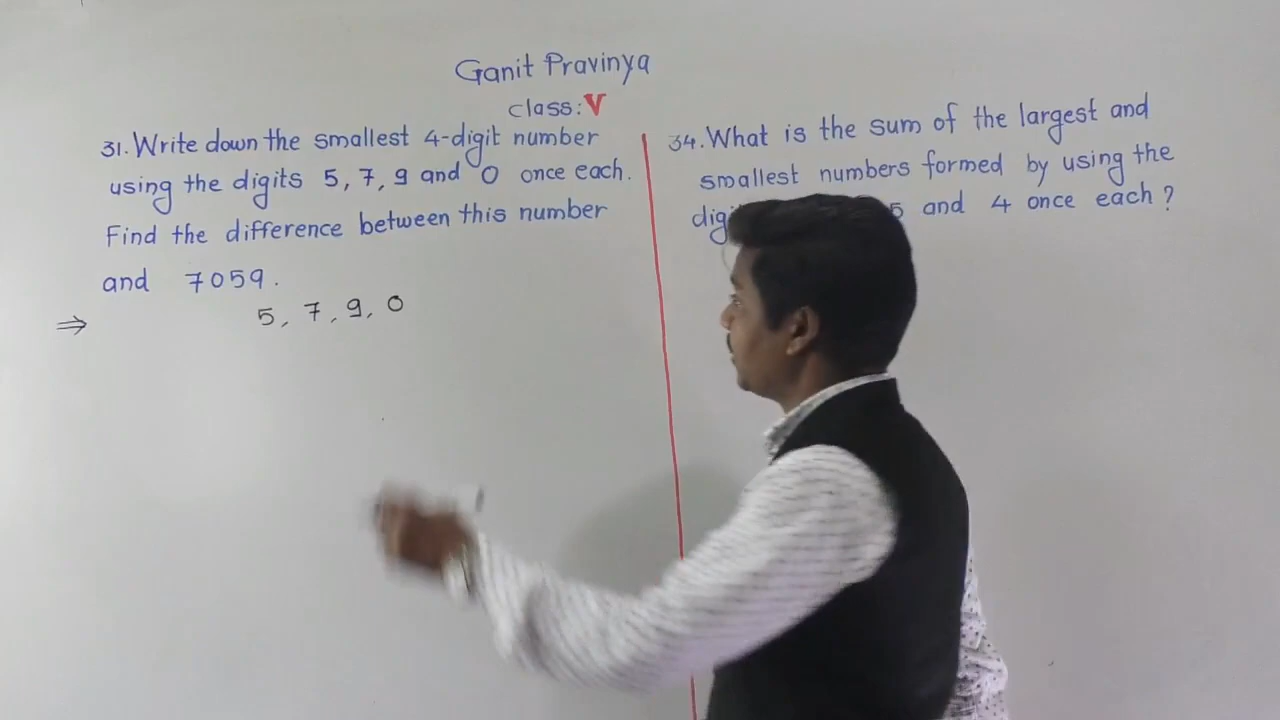 Ganit Pravinya
class: V
31. Write down the smallest 4-digit number
using the digits 5, 7, 9 and 0 once each.
Find the difference between this number
and 7059.
⇒ 5, 7, 9, 0
34. What is the sum of the largest and
smallest numbers formed by using the
5 and 4 once each?